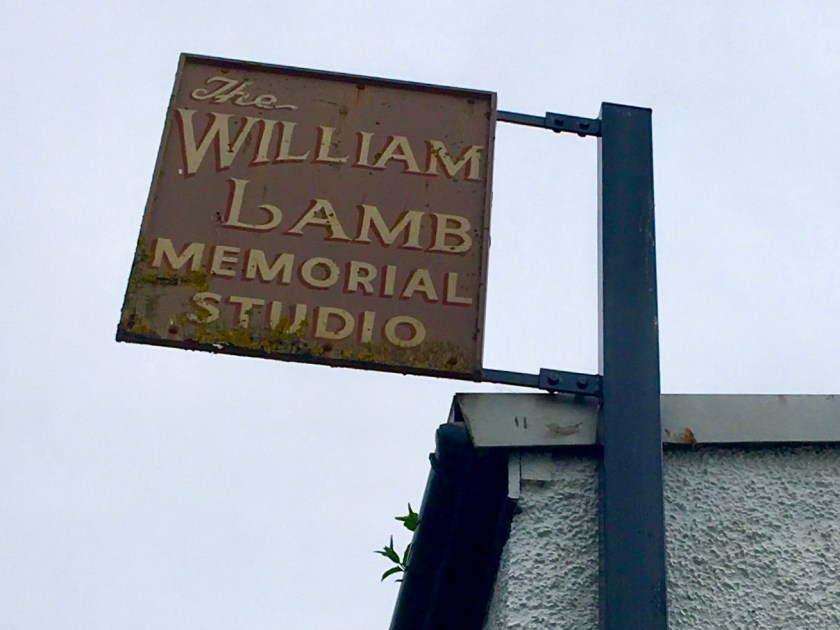 The
WILLIAM
LAMB
MEMORIAL
STUDIO